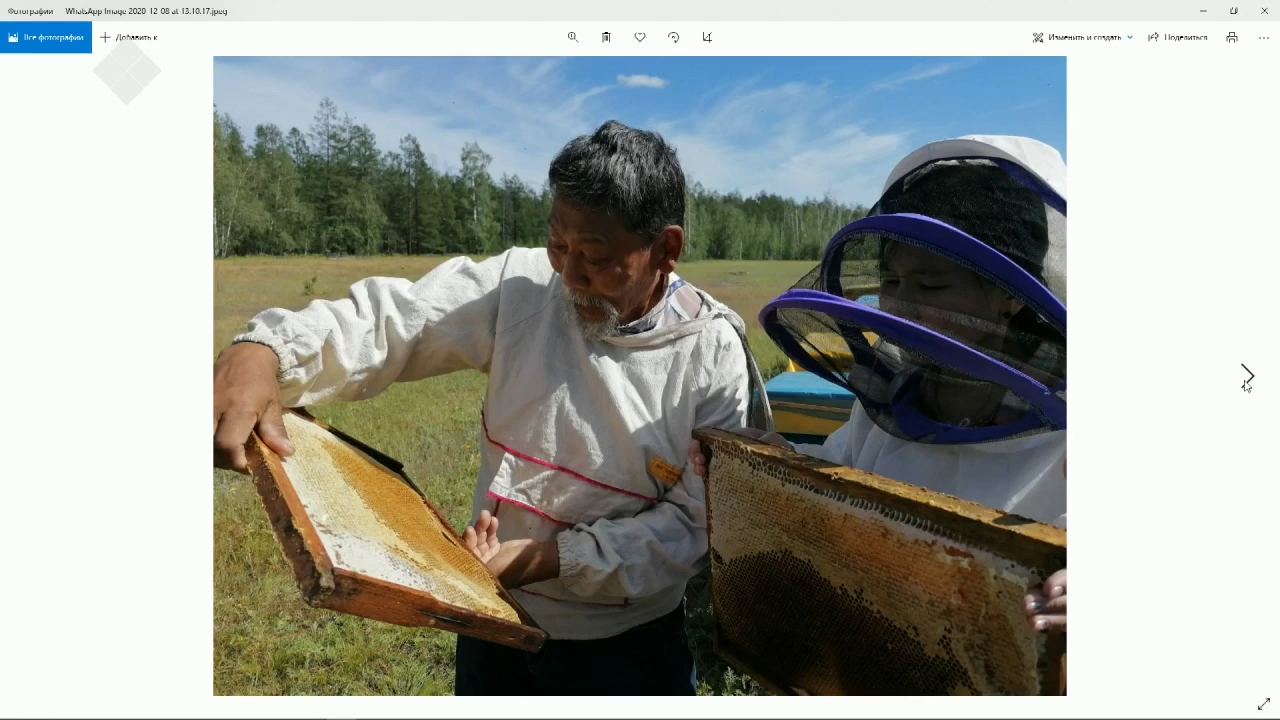 Фотографии
WhatsApp Image 2020-12-08 at 13.10.17.jpeg
Все фотографии
Добавить к
Изменить и создать
Поделиться